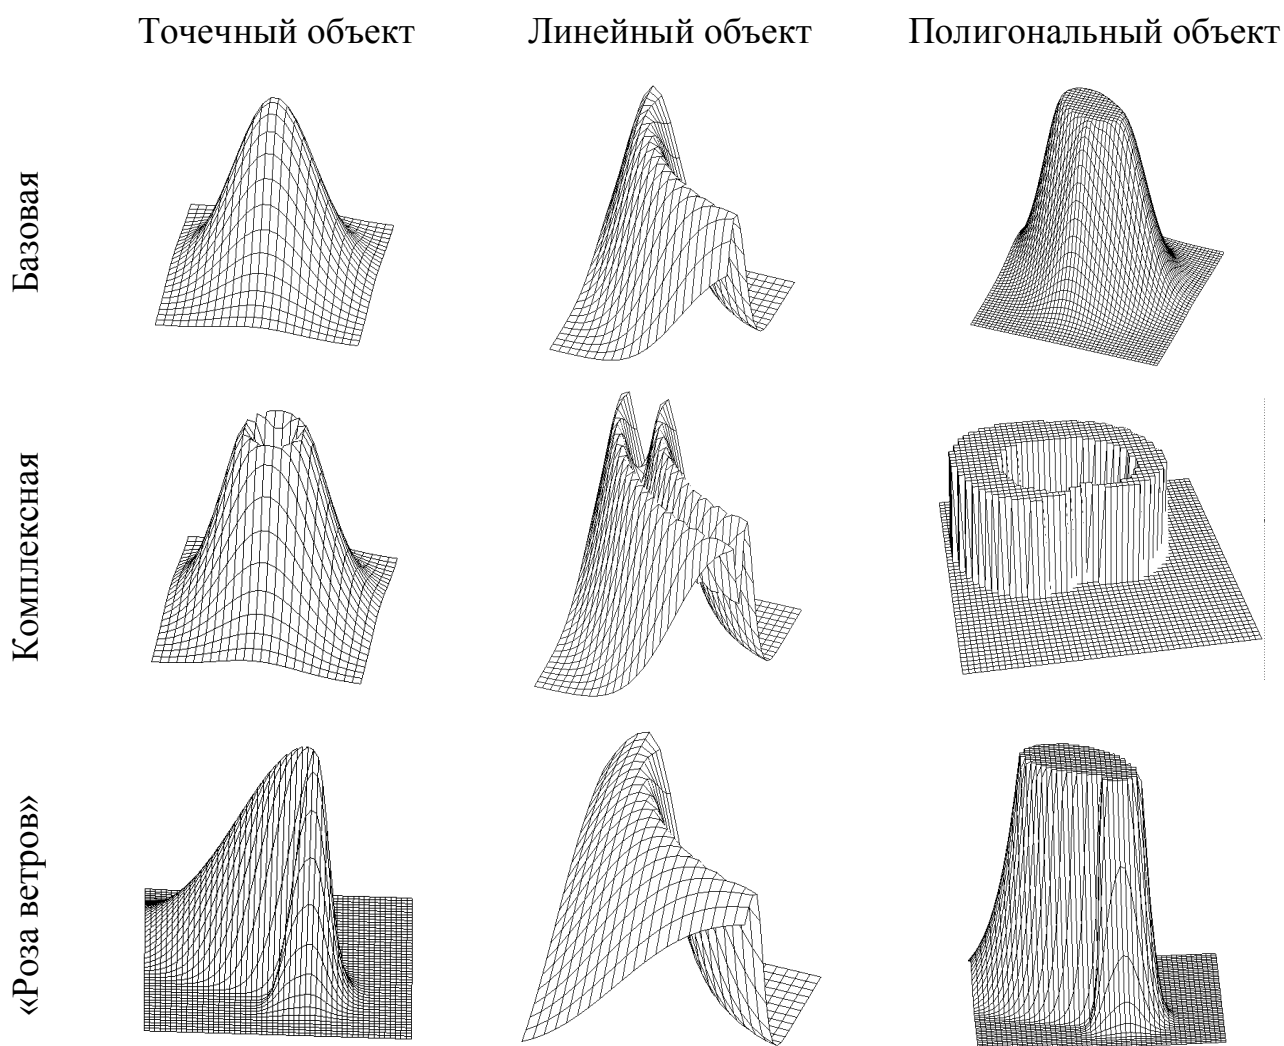 Точечный объект
Линейный объект
Полигональный объект
Базовая
Комплексная
«Роза ветров»